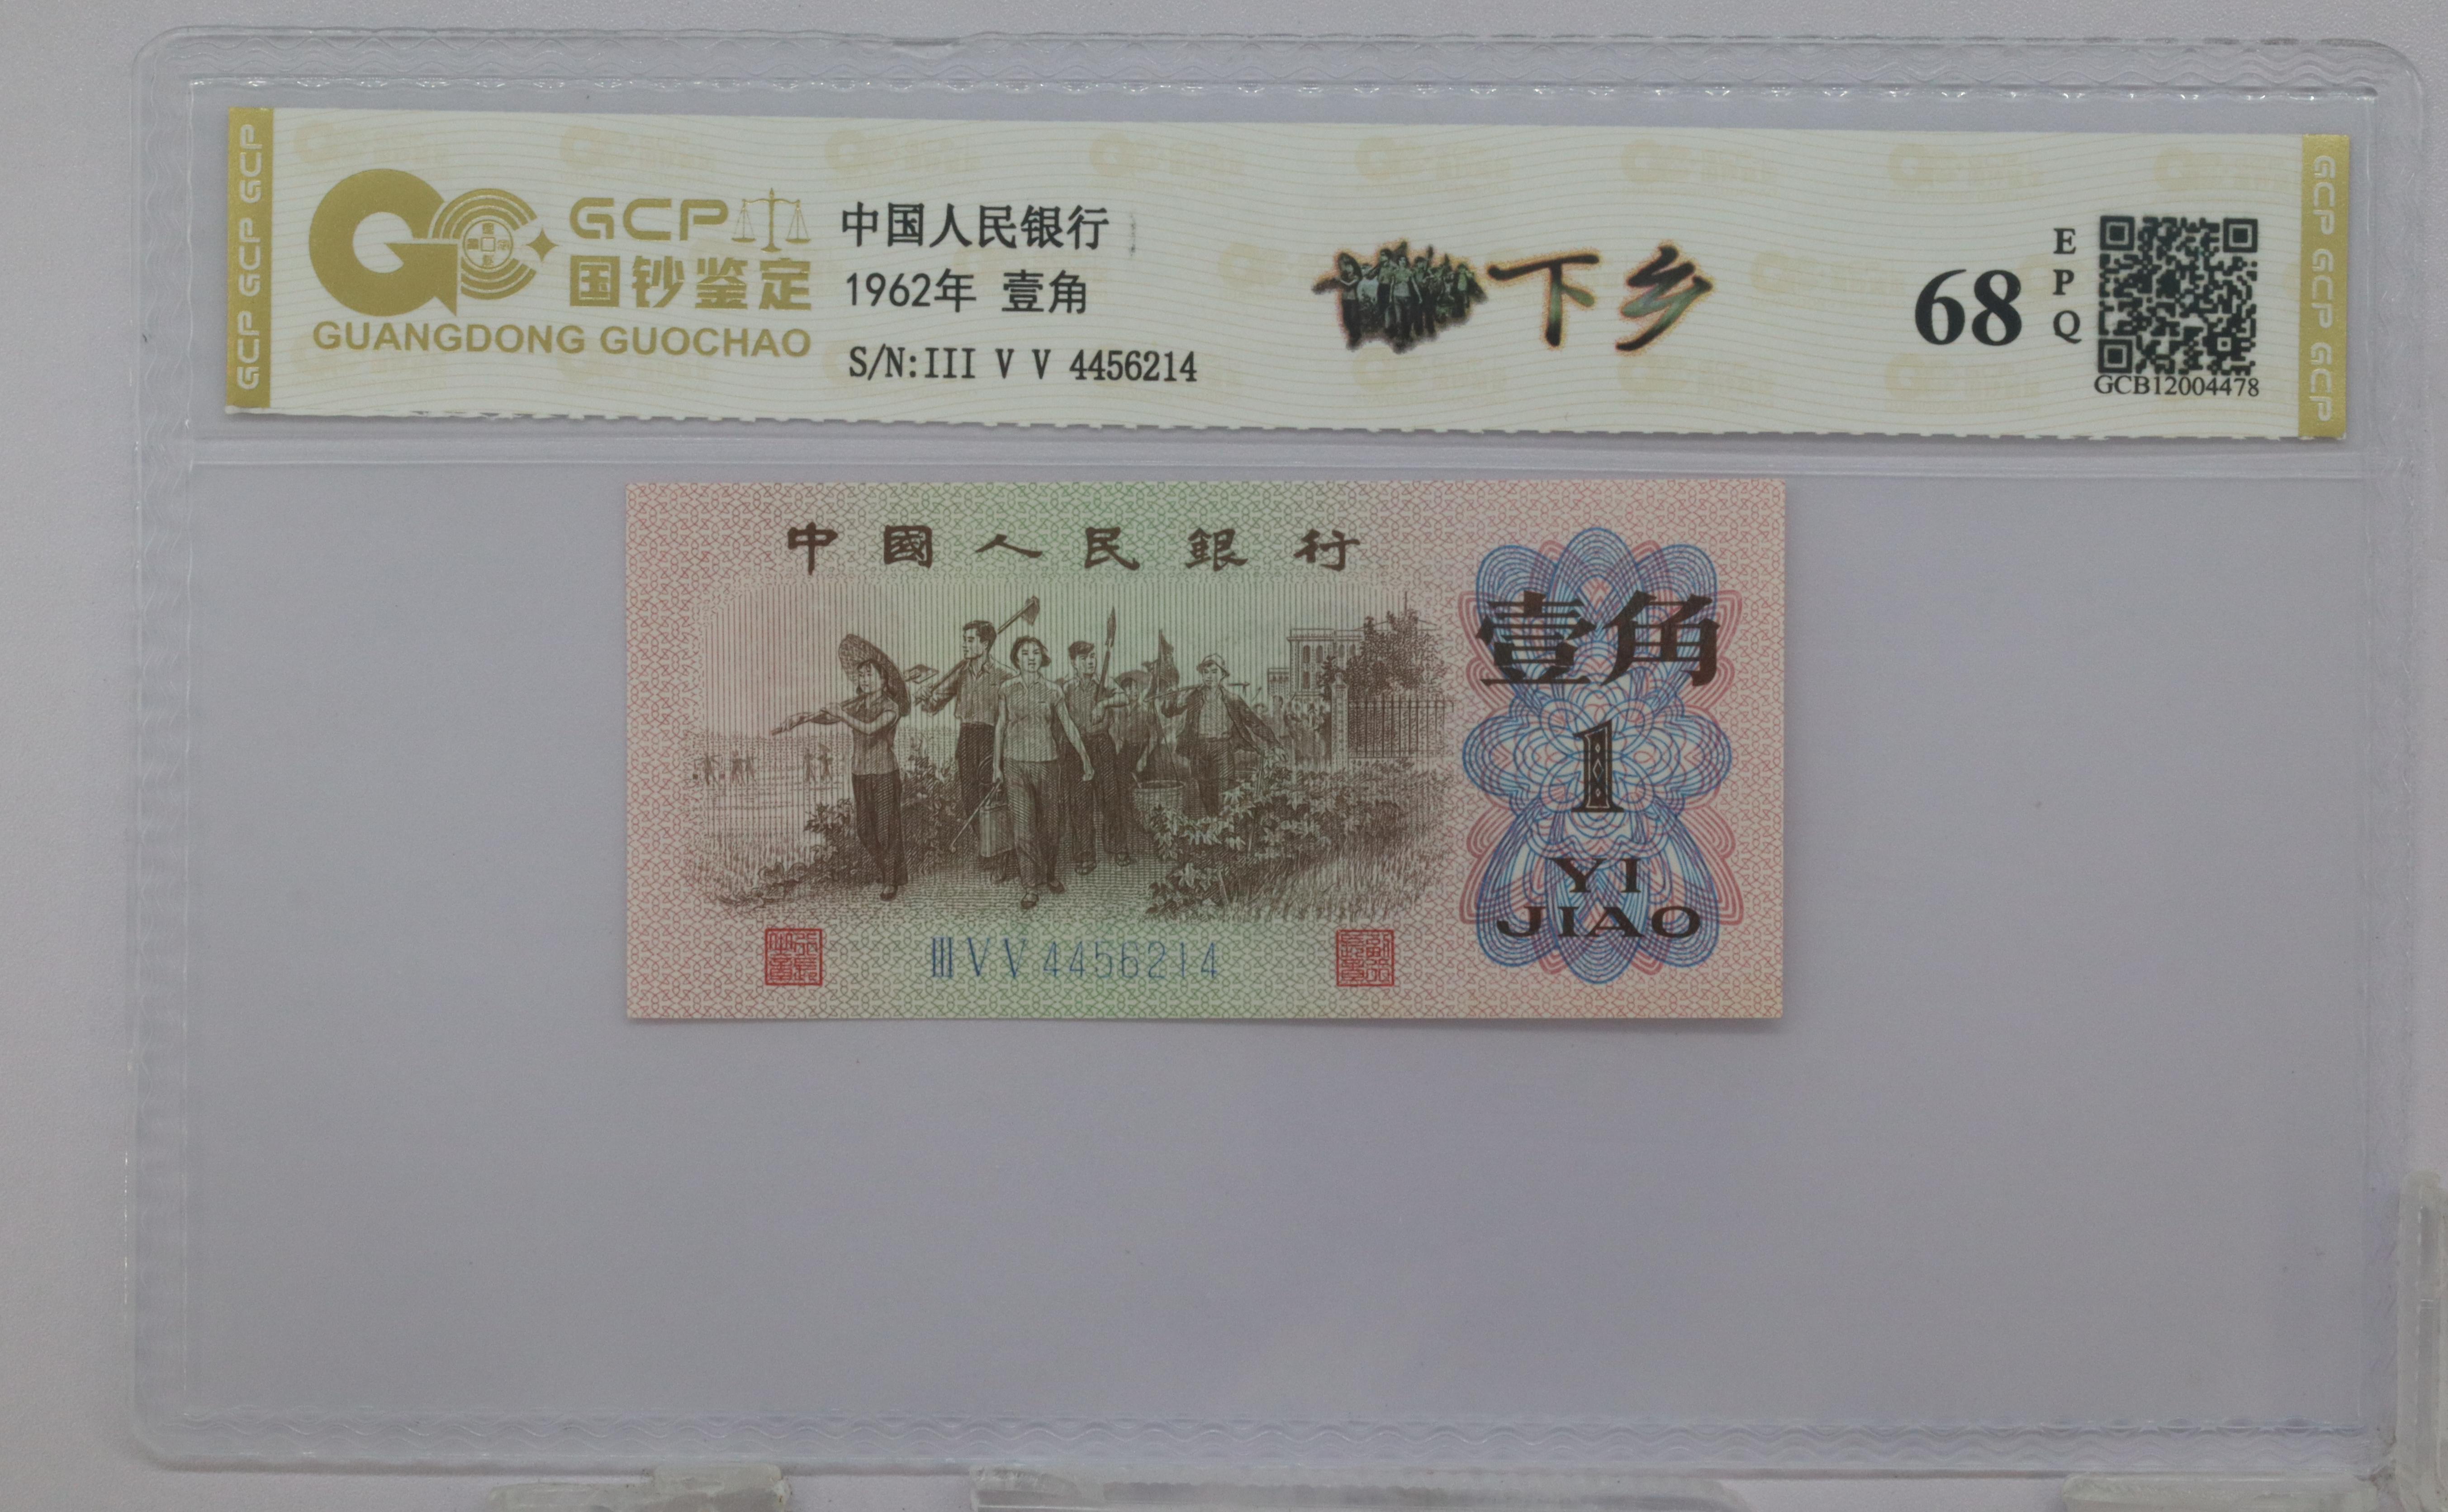 GCP GCP GCP
GCP
国钞鉴定
GUANGDONG GUOCHAO
中国人民银行
1962年 壹角
S/N:III V V 4456214
下乡
68
E
P
Q
GCB12004478
GCP GCP GCP
中國人民銀行
壹角
1
YI
JIAO
III V V 4456214